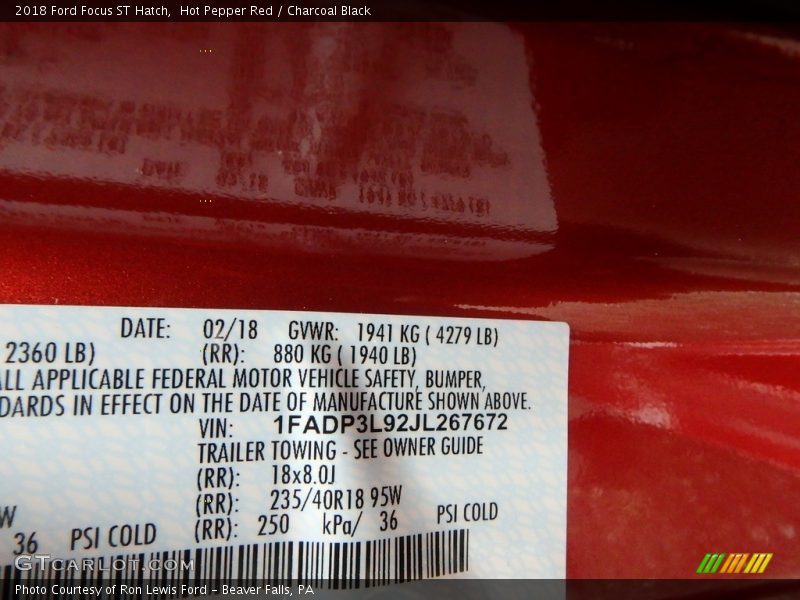 2018 Ford Focus ST Hatch,  Hot Pepper Red / Charcoal Black
DATE: 02/18 GVWR: 1941 KG ( 4279 LB)
2360 LB) (RR): 880 KG ( 1940 LB)
ALL APPLICABLE FEDERAL MOTOR VEHICLE SAFETY, BUMPER,
DARDS IN EFFECT ON THE DATE OF MANUFACTURE SHOWN ABOVE.
VIN: 1FADP3L92JL267672
TRAILER TOWING - SEE OWNER GUIDE
(RR): 18x8.0J
W (RR): 235/40R18 95W
36 PSI COLD (RR): 250 kPa/ 36 PSI COLD
GTCARLOT.COM
Photo Courtesy of Ron Lewis Ford – Beaver Falls, PA